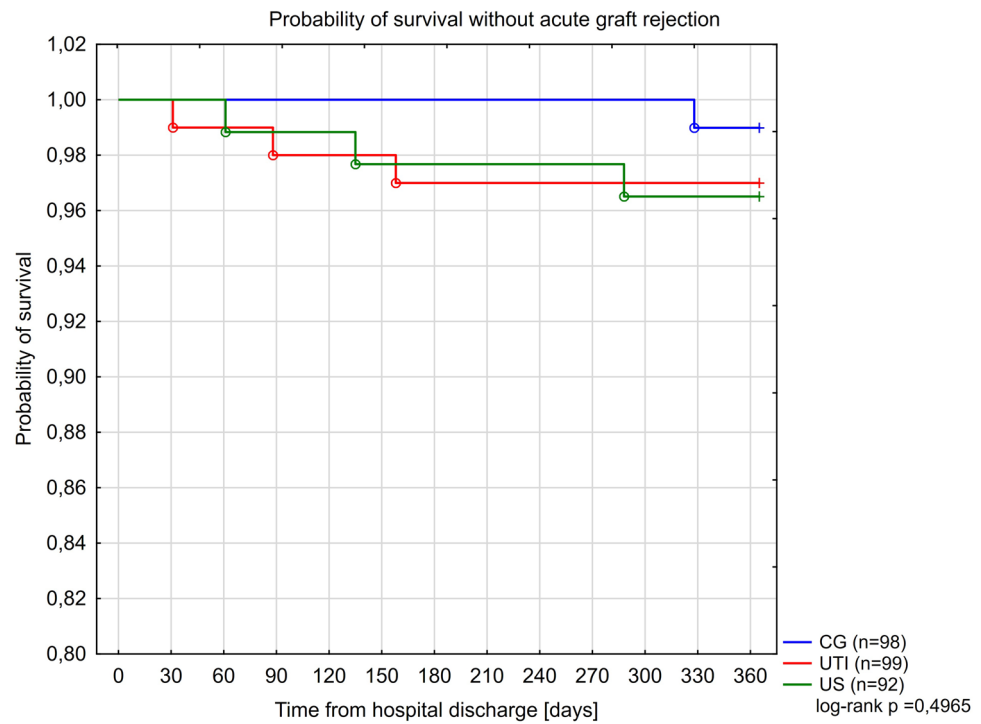 Probability of survival without acute graft rejection
Probability of survival
1,02
1,00
0,98
0,96
0,94
0,92
0,90
0,88
0,86
0,84
0,82
0,80
0 30 60 90 120 150 180 210 240 270 300 330 360
Time from hospital discharge [days]
CG (n=98)
UTI (n=99)
US (n=92)
log-rank p =0,4965